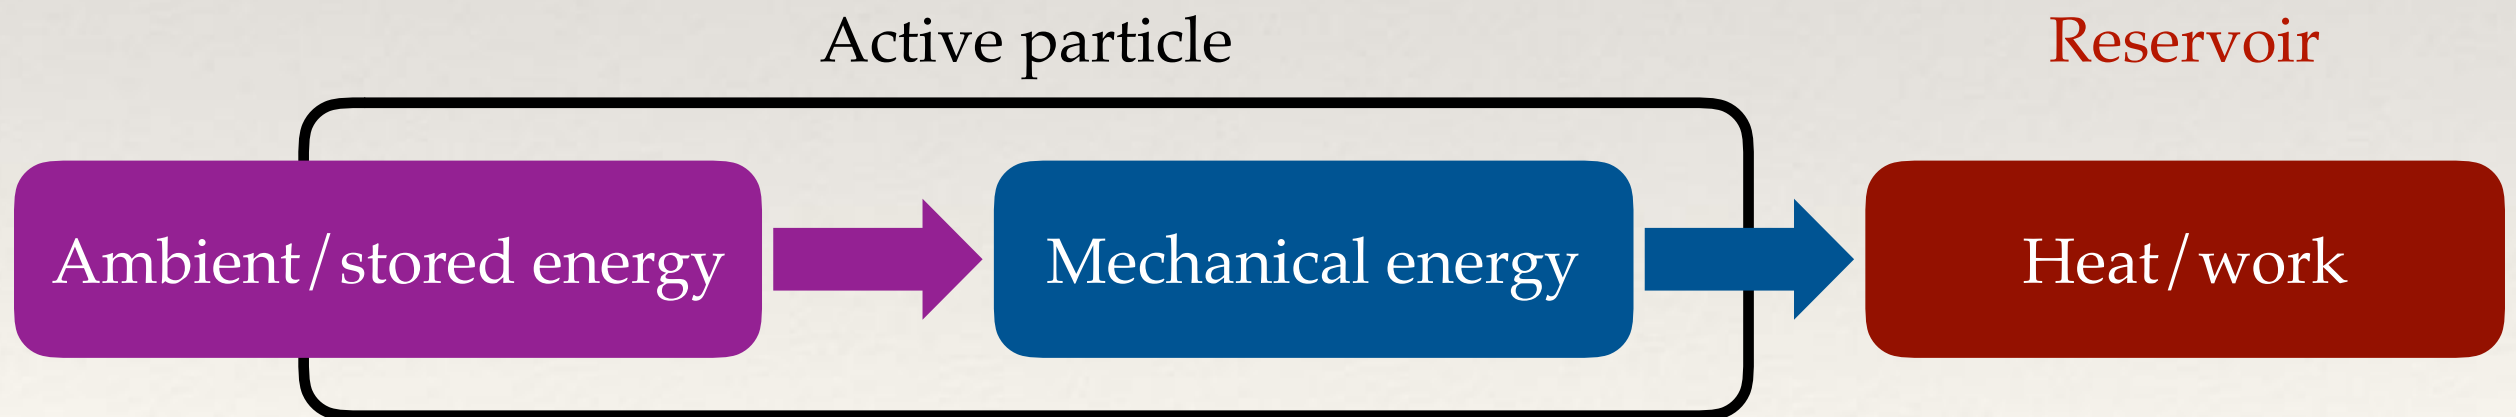 Active particle
Reservoir
Ambient/stored energy
Mechanical energy
Heat/work